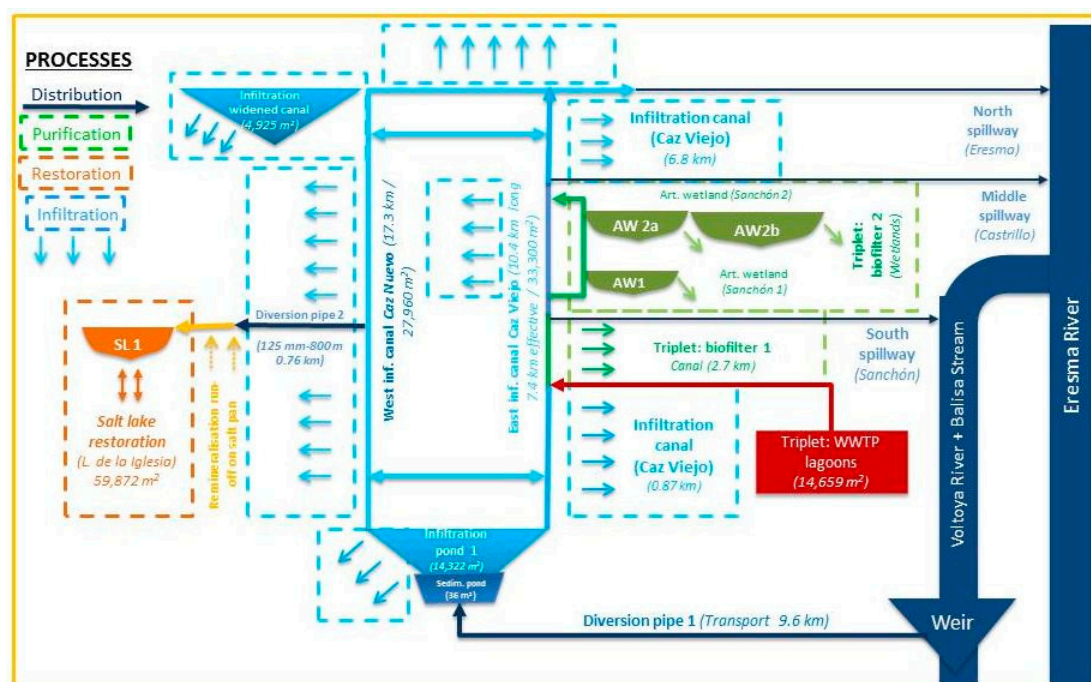 PROCESSES
Distribution
Purification
Restoration
Infiltration
Infiltration
widened canal
(4,925 m²)
Infiltration canal
(Caz Viejo)
(6.8 km)
North
spillway
(Eresma)
Middle
spillway
(Castrillo)
South
spillway
(Sanchón)
Art. wetland (Sanchón 2)
AW 2a
AW2b
AW1
Art. wetland
(Sanchón 1)
Triplet:
biofilter 2
(Wetlands)
Triplet: biofilter 1
Canal (2.7 km)
Infiltration
canal
(Caz Viejo)
(0.87 km)
Triplet: WWTP
lagoons
(14,659 m²)
West inf. canal Caz Nuevo (17.3 km /
27,960 m²)
East inf. canal Caz Viejo (10.4 km long
7.4 km effective / 33,300 m²)
Diversion pipe 2
(125 mm-800 m
0.76 km)
SL 1
Salt lake
restoration
(L. de la Iglesia)
59,872 m²
Remineralisation run-
off on salt pan
Infiltration
pond 1
(14,322 m²)
Sedim. pond
(36 m²)
Diversion pipe 1 (Transport 9.6 km)
Weir
Voltoya River + Balisa Stream
Eresma River